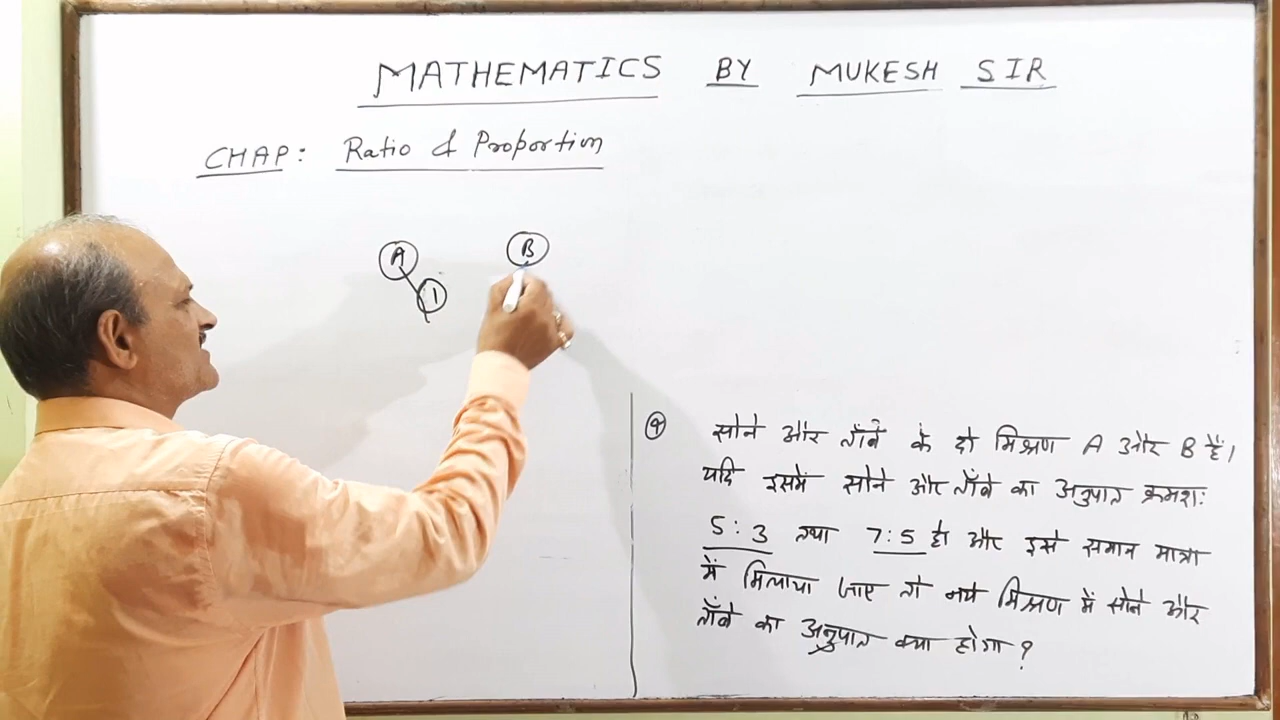 MATHEMATICS BY MUKESH SIR
CHAP: Ratio & Proportion
A B
1
Q सोने और ताँबे के दो मिश्रण A और B हैं।
यदि इसमें सोने और ताँबे का अनुपात क्रमशः
5:3 तथा 7:5 हो और इसे समान मात्रा
में मिलाया जाए तो नये मिश्रण में सोने और
ताँबे का अनुपात क्या होगा?